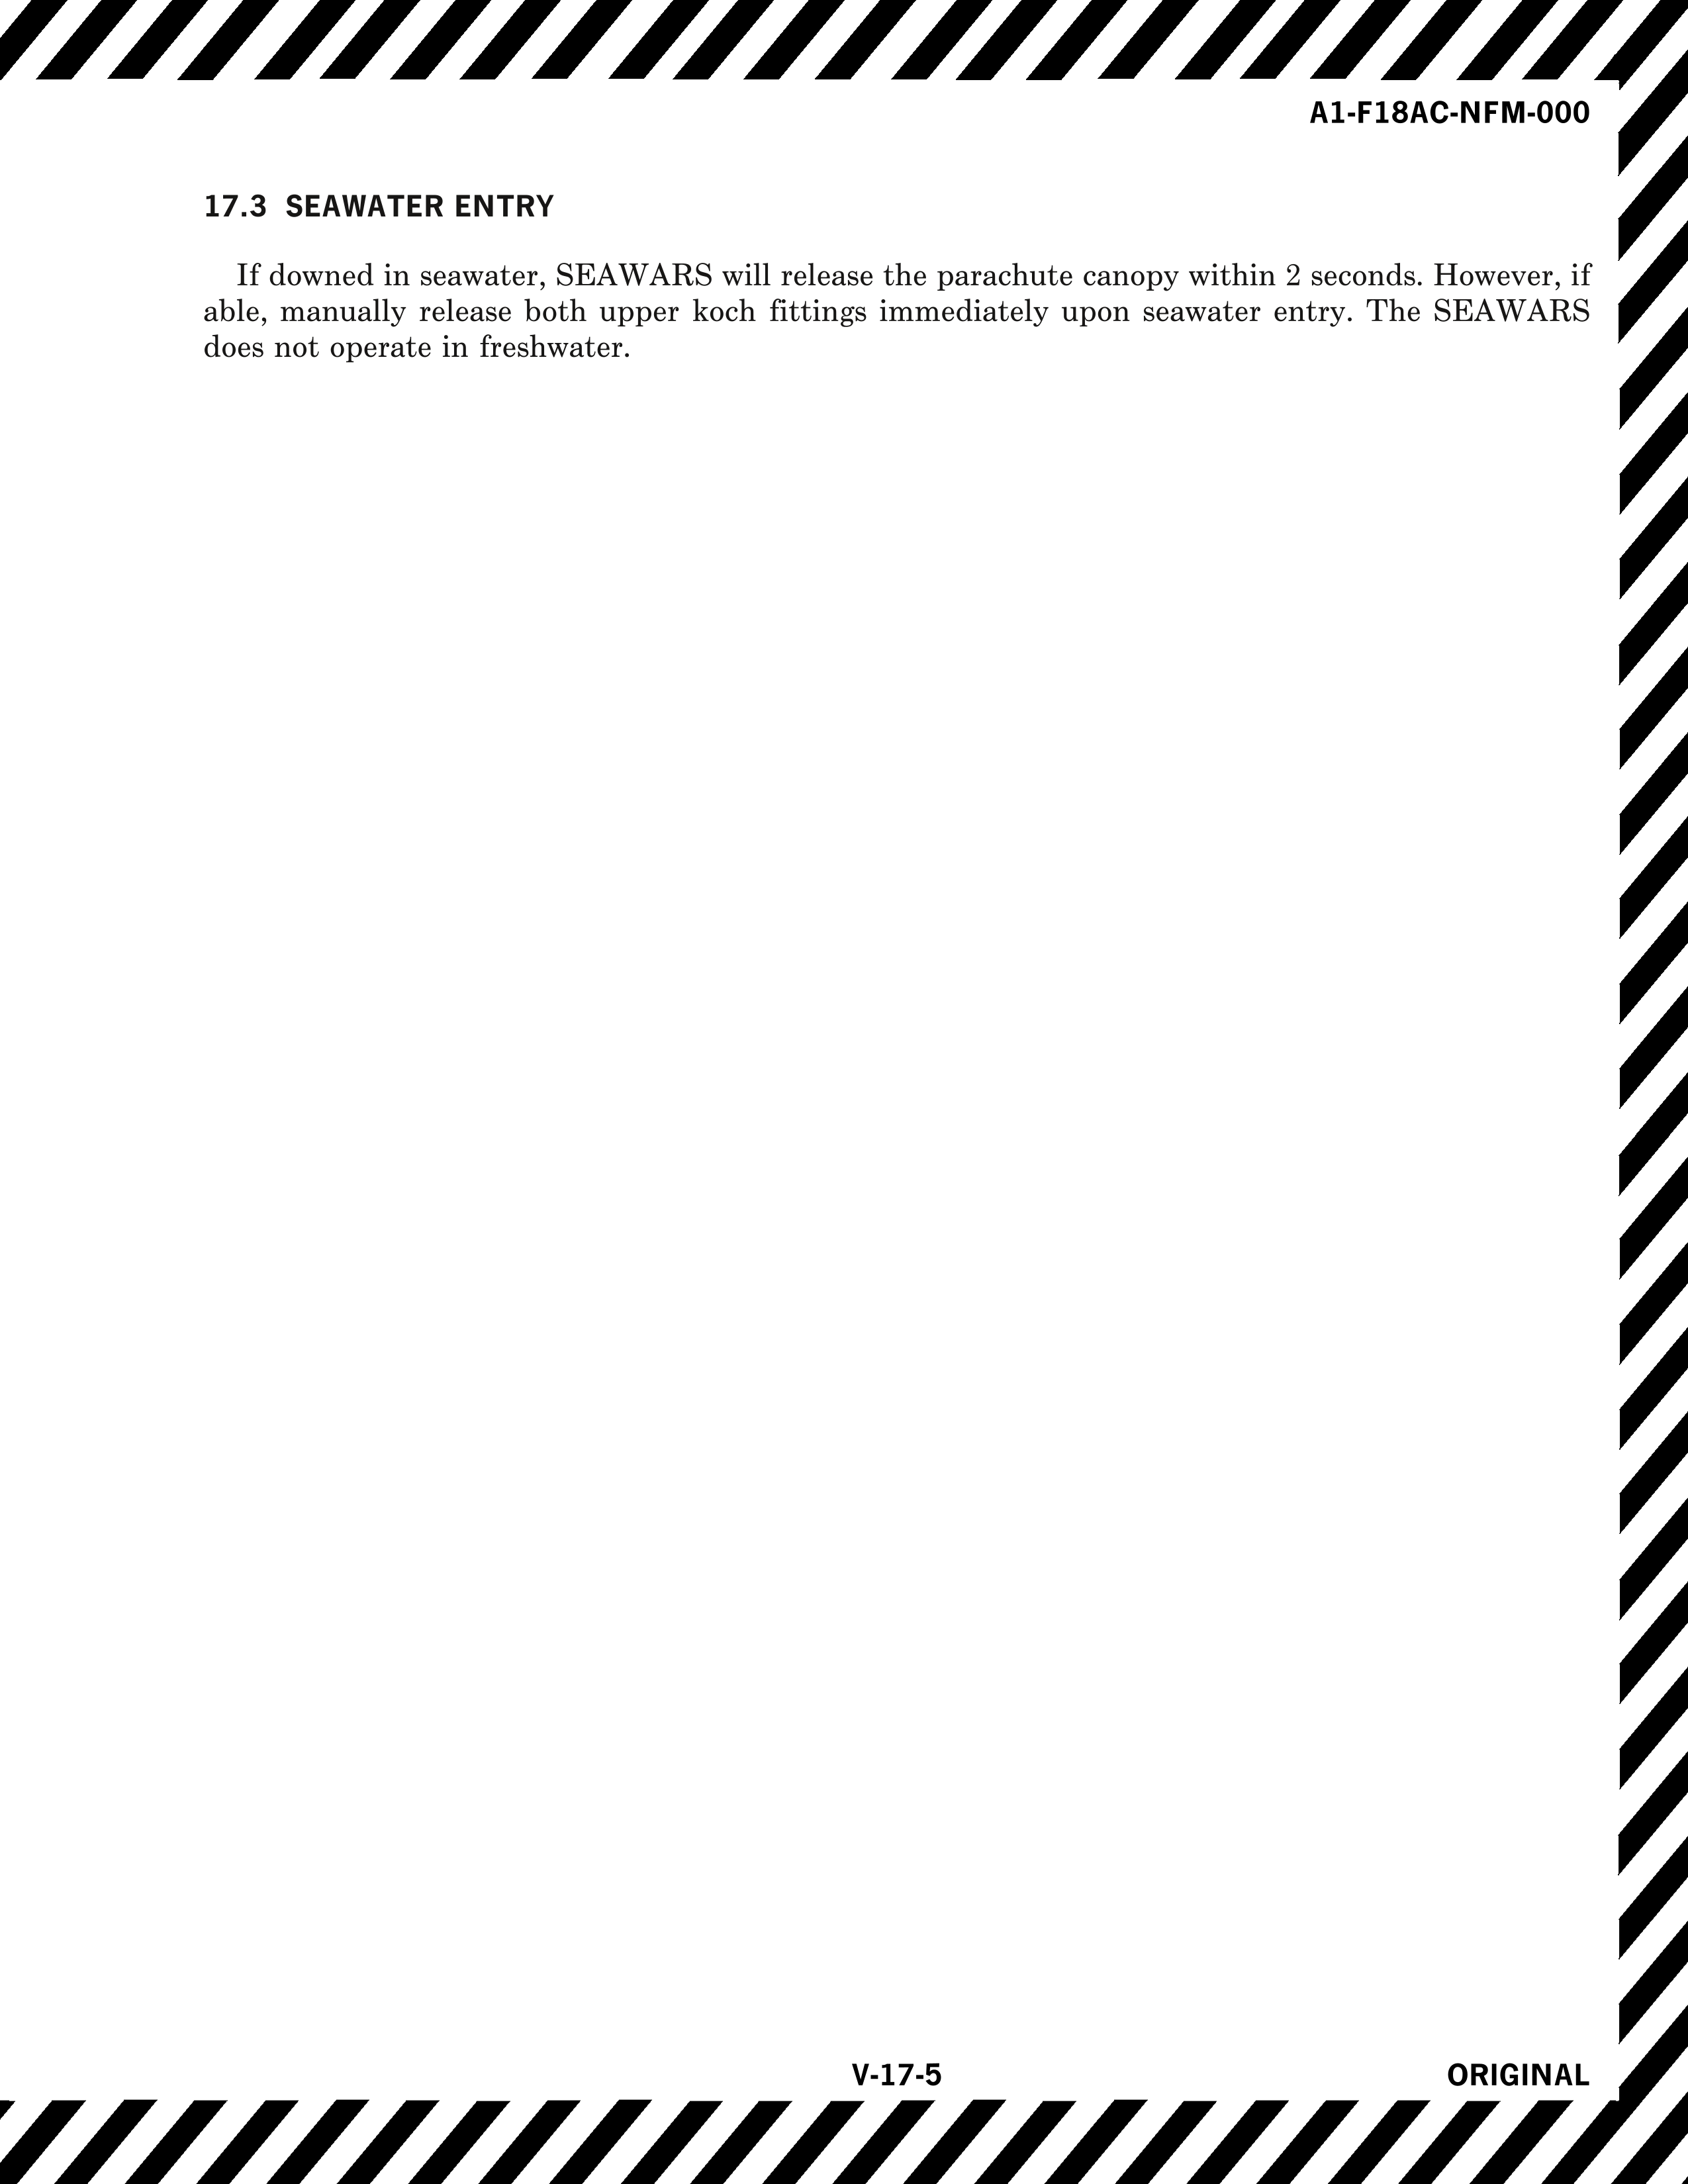 A1-F18AC-NFM-000
17.3 SEAWATER ENTRY
If downed in seawater, SEAWARS will release the parachute canopy within 2 seconds. However, if
able, manually release both upper koch fittings immediately upon seawater entry. The SEAWARS
does not operate in freshwater.
V-17-5
ORIGINAL